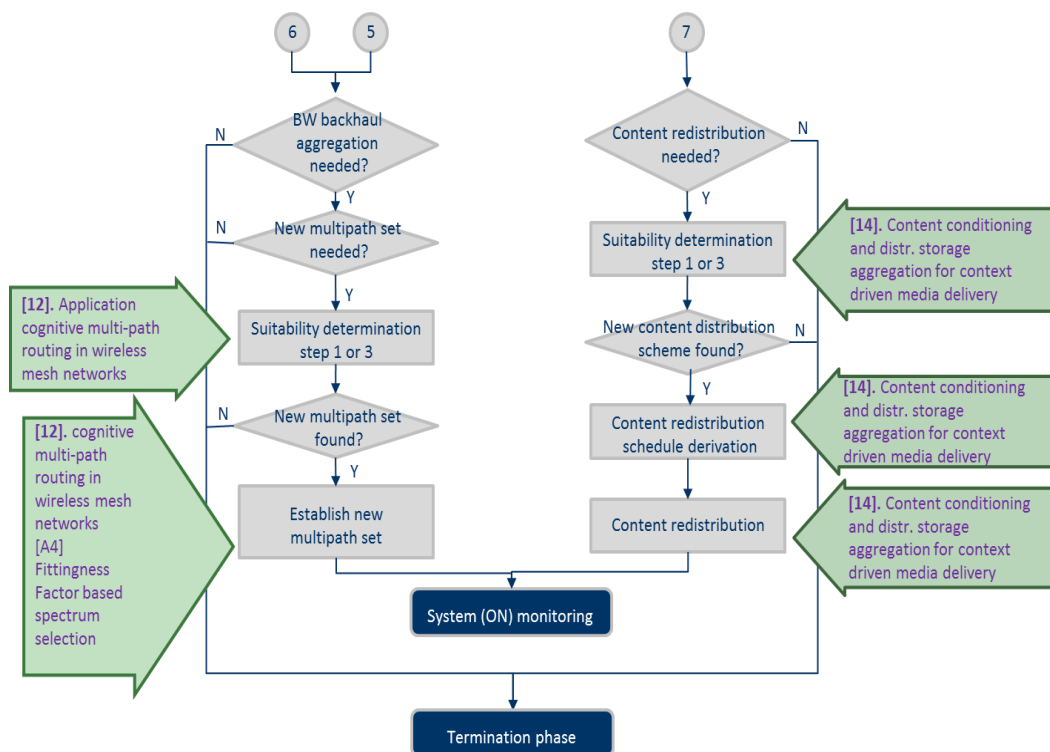 6
5
7
BW backhaul
aggregation
needed?
N
Y
New multipath set
needed?
N
Y
[12]. Application
cognitive multi-path
routing in wireless
mesh networks
Suitability determination
step 1 or 3
New multipath set
found?
N
Y
[12]. cognitive
multi-path
routing in
wireless mesh
networks
[A4]
Fittingness
Factor based
spectrum
selection
Establish new
multipath set
Content redistribution
needed?
N
Y
Suitability determination
step 1 or 3
[14]. Content conditioning
and distr. storage
aggregation for context
driven media delivery
New content distribution
scheme found?
N
Y
Content redistribution
schedule derivation
[14]. Content conditioning
and distr. storage
aggregation for context
driven media delivery
Content redistribution
[14]. Content conditioning
and distr. storage
aggregation for context
driven media delivery
System (ON) monitoring
Termination phase